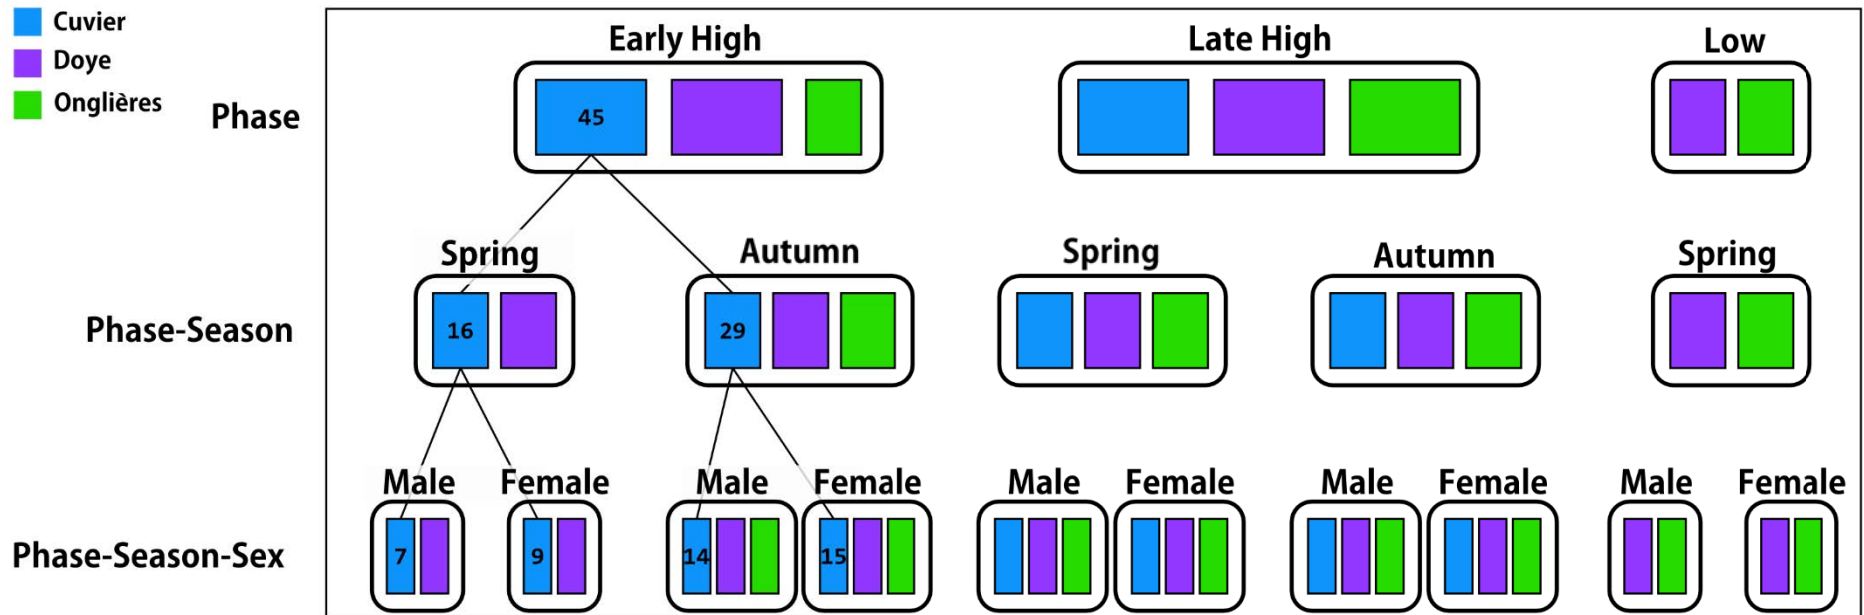 Cuvier
Doye
Onglières
Early High
Late High
Low
Phase
45
Spring
Autumn
Spring
Autumn
Spring
Phase-Season
16
29
Male
Female
Male
Female
Male
Female
Male
Female
Male
Female
Phase-Season-Sex
7
9
14
15